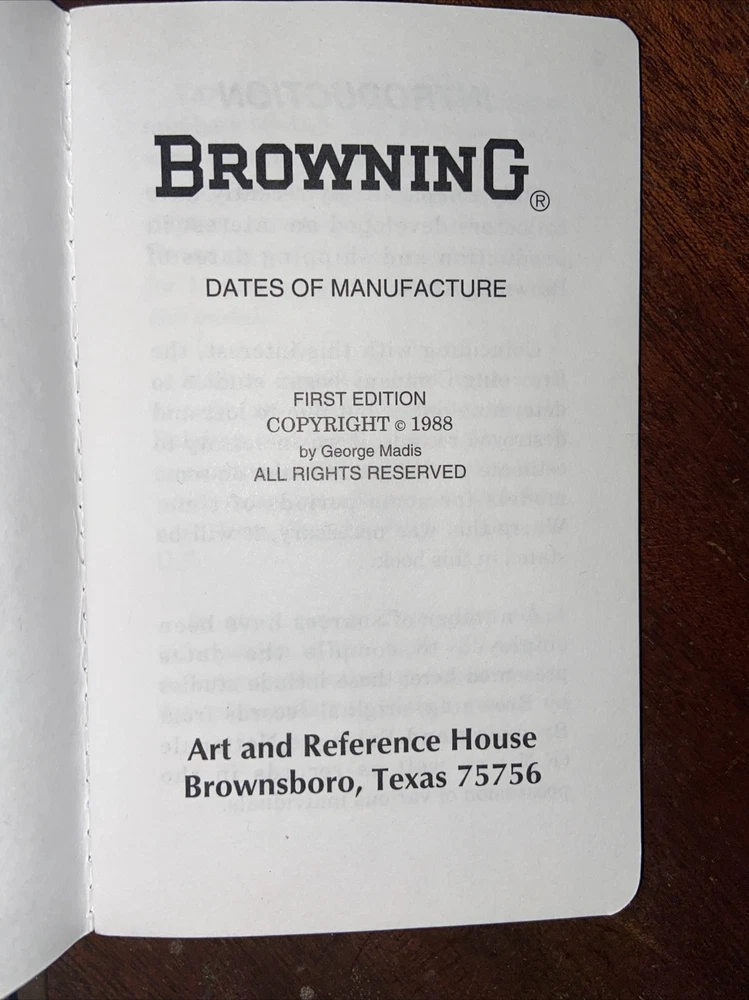 BROWNING®
DATES OF MANUFACTURE
FIRST EDITION
COPYRIGHT © 1988
by George Madis
ALL RIGHTS RESERVED
Art and Reference House
Brownsboro, Texas 75756